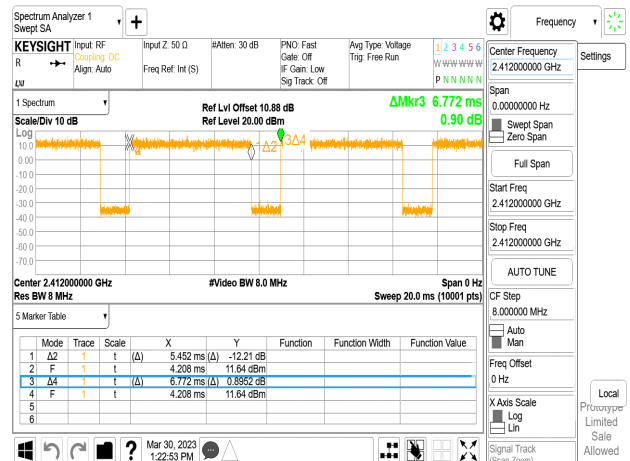 Spectrum Analyzer 1
Swept SA
Frequency
KEYSIGHT
R
LXI
Input: RF
Coupling: DC
Align: Auto
Input Z: 50 Ω
Freq Ref: Int (S)
#Atten: 30 dB
PNO: Fast
Gate: Off
IF Gain: Low
Sig Track: Off
Avg Type: Voltage
Trig: Free Run
1 2 3 4 5 6
W W W W W W
P N N N N N
1 Spectrum
Scale/Div 10 dB
Ref Lvl Offset 10.88 dB
Ref Level 20.00 dBm
ΔMkr3 6.772 ms
0.90 dB
Log
10.0
0.00
-10.0
-20.0
-30.0
-40.0
-50.0
-60.0
-70.0
1Δ2
3Δ4
Center 2.412000000 GHz
Res BW 8 MHz
#Video BW 8.0 MHz
Span 0 Hz
Sweep 20.0 ms (10001 pts)
5 Marker Table
Mode Trace Scale X Y Function Function Width Function Value
1 Δ2 1 t (Δ) 5.452 ms (Δ) -12.21 dB
2 F 1 t 4.208 ms 11.64 dBm
3 Δ4 1 t (Δ) 6.772 ms (Δ) 0.8952 dB
4 F 1 t 4.208 ms 11.64 dBm
5
6
Mar 30, 2023
1:22:53 PM
Center Frequency
2.412000000 GHz
Settings
Span
0.00000000 Hz
Swept Span
Zero Span
Full Span
Start Freq
2.412000000 GHz
Stop Freq
2.412000000 GHz
AUTO TUNE
CF Step
8.000000 MHz
Auto
Man
Freq Offset
0 Hz
X Axis Scale
Log
Lin
Signal Track
(Span Zoom)
Local
Prototype
Limited
Sale
Allowed